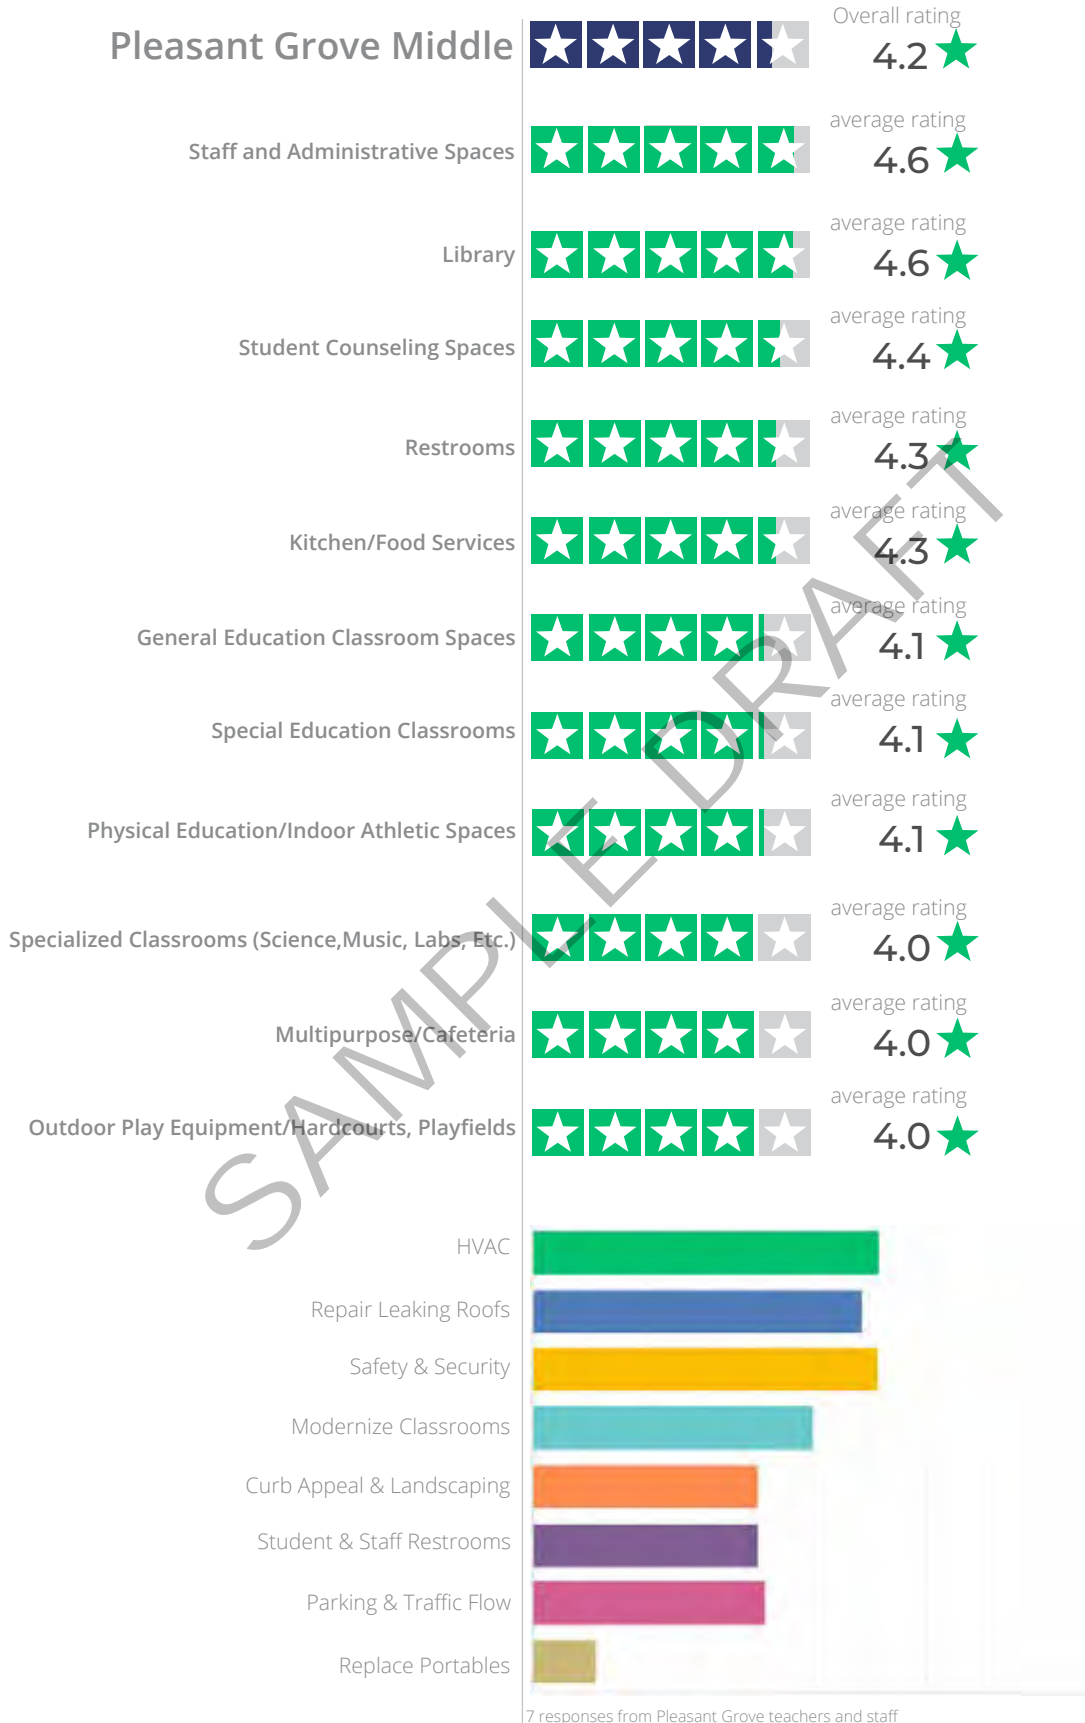 Pleasant Grove Middle
Overall rating
4.2
Staff and Administrative Spaces
average rating
4.6
Library
average rating
4.6
Student Counseling Spaces
average rating
4.4
Restrooms
average rating
4.3
Kitchen/Food Services
average rating
4.3
General Education Classroom Spaces
average rating
4.1
Special Education Classrooms
average rating
4.1
Physical Education/Indoor Athletic Spaces
average rating
4.1
Specialized Classrooms (Science,Music, Labs, Etc.)
average rating
4.0
Multipurpose/Cafeteria
average rating
4.0
Outdoor Play Equipment/Hardcourts, Playfields
average rating
4.0
SAMPLE DRAFT
HVAC
Repair Leaking Roofs
Safety & Security
Modernize Classrooms
Curb Appeal & Landscaping
Student & Staff Restrooms
Parking & Traffic Flow
Replace Portables
7 responses from Pleasant Grove teachers and staff